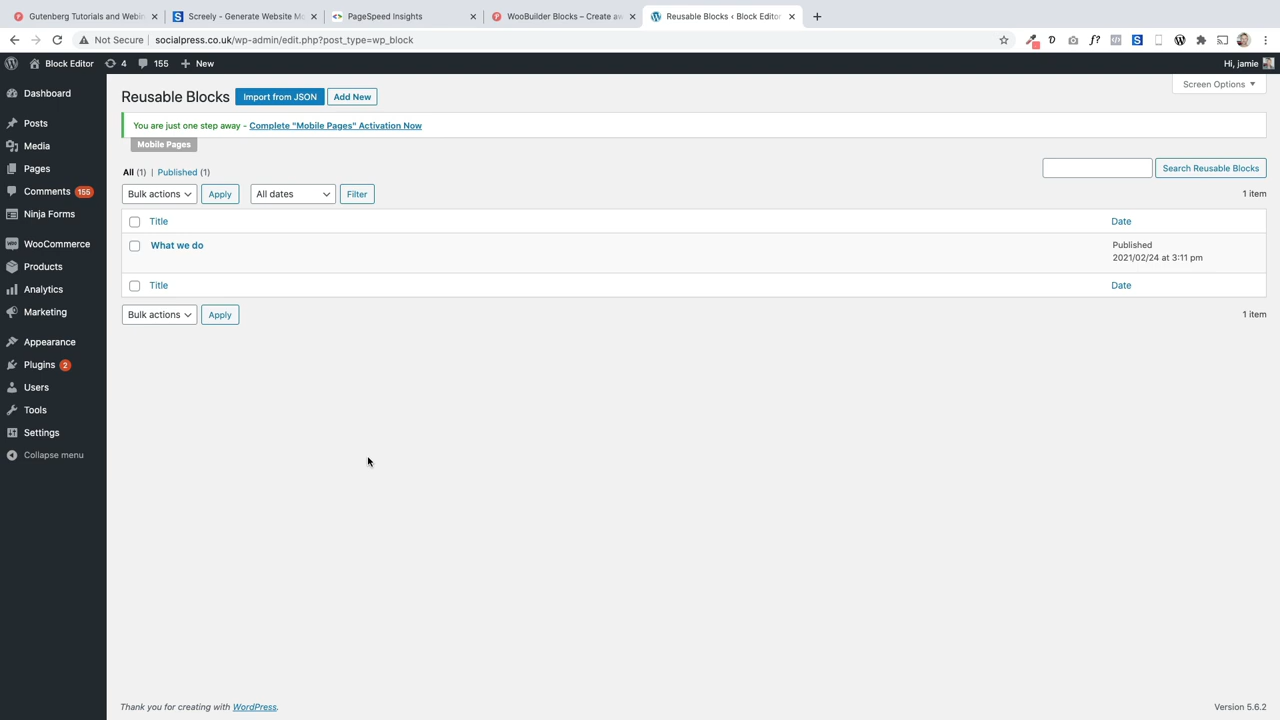 Gutenberg Tutorials and Webin
Screely - Generate Website Mo
PageSpeed Insights
WooBuilder Blocks – Create aw
Reusable Blocks ‹ Block Editor
Not Secure
socialpress.co.uk/wp-admin/edit.php?post_type=wp_block
Block Editor
4
155
New
Hi, jamie
Dashboard
Posts
Media
Pages
Comments 155
Ninja Forms
WooCommerce
Products
Analytics
Marketing
Appearance
Plugins 2
Users
Tools
Settings
Collapse menu
Screen Options
Reusable Blocks
Import from JSON
Add New
You are just one step away - Complete "Mobile Pages" Activation Now
Mobile Pages
All (1) | Published (1)
Search Reusable Blocks
Bulk actions
Apply
All dates
Filter
1 item
Title
Date
What we do
Published
2021/02/24 at 3:11 pm
Title
Date
Bulk actions
Apply
1 item
Thank you for creating with WordPress.
Version 5.6.2